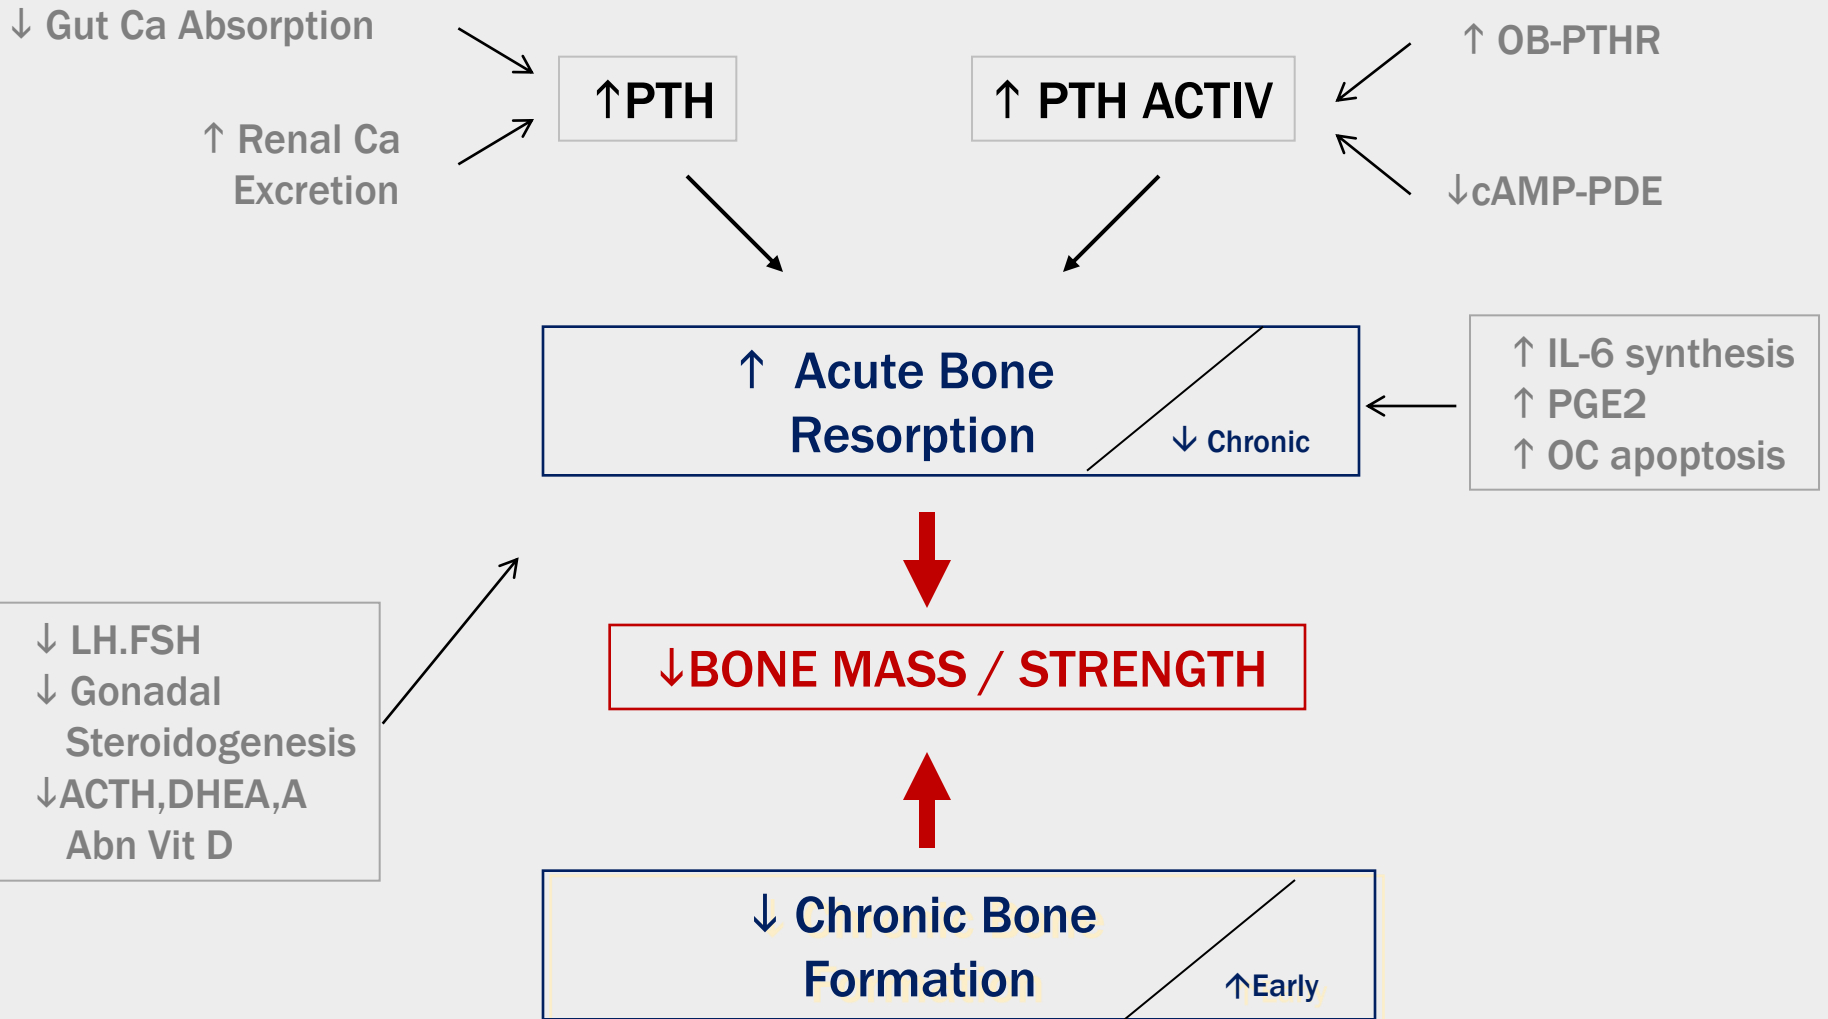 ↓ Gut Ca Absorption
↑ Renal Ca
Excretion
↑PTH
↑ PTH ACTIV
↑ OB-PTHR
↓cAMP-PDE
↑ Acute Bone
Resorption
↓ Chronic
↑ IL-6 synthesis
↑ PGE2
↑ OC apoptosis
↓ LH.FSH
↓ Gonadal
Steroidogenesis
↓ACTH,DHEA,A
Abn Vit D
↓BONE MASS / STRENGTH
↓ Chronic Bone
Formation
↑Early